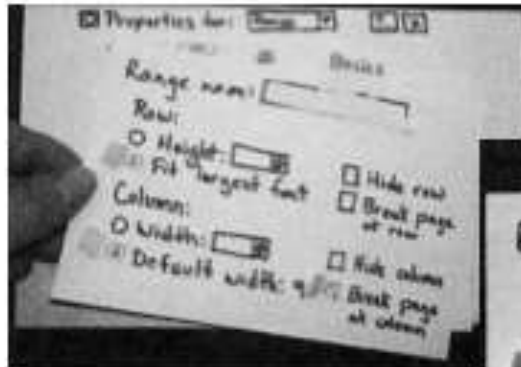 Properties for: Range
Basics
Range name:
Row:
Height: Hide row
Fit largest font Break page at row
Column:
Width: Hide column
Default width: 9 Break page at column